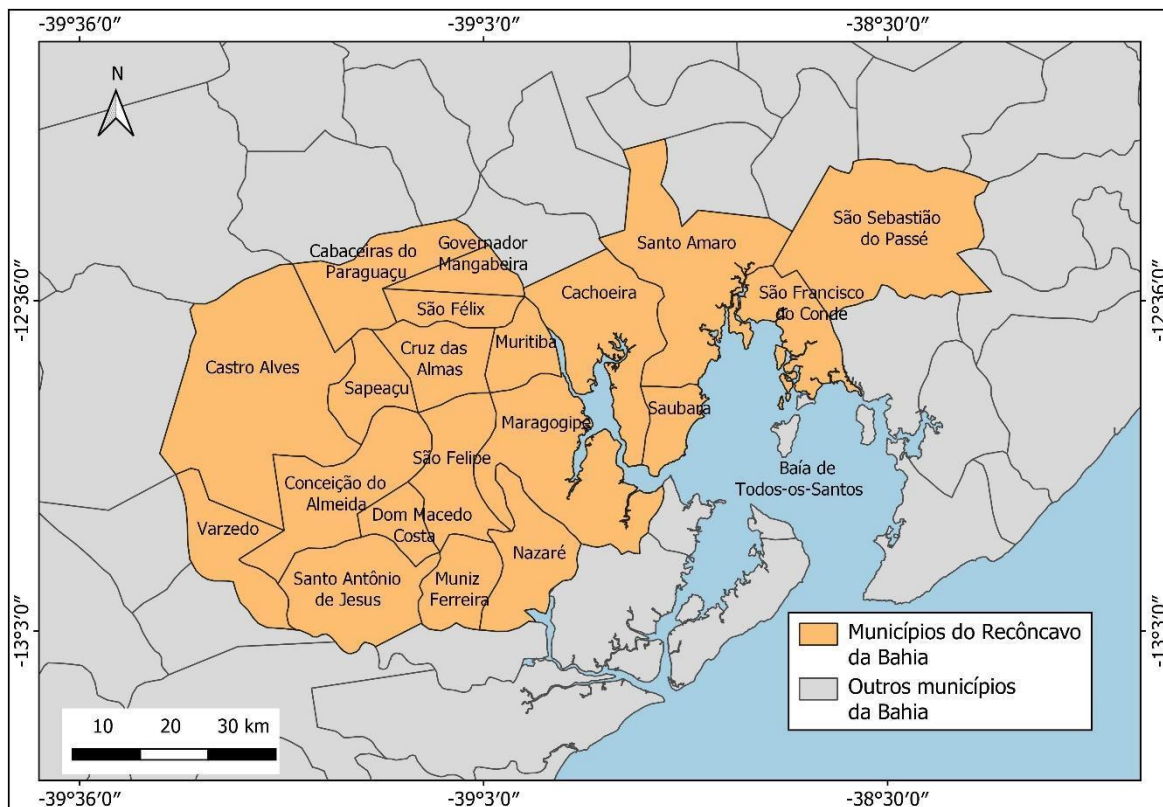 -39°36'0″
-39°3,0″
-38°30'0″
N
São Sebastião
do Passé
Governador
Mangabeira
Santo Amaro
Cabaceiras do
Paraguaçu
-12°36'0″
-12°36'0″
Cachoeira
São Francisco
do Conde
São Félix
Muritiba
Cruz das
Almas
Castro Alves
Sapeaçu
Saubara
Maragogipe
São Felipe
Baía de
Todos-os-Santos
Conceição do
Almeida
Dom Macedo
Costa
Varzedo
Nazaré
Santo Antônio
de Jesus
Muniz
Ferreira
-13°3,0″
-13°3,0″
Municípios do Recôncavo
da Bahia
Outros municípios
da Bahia
10 20 30 km
-39°36'0″
-39°3,0″
-38°30'0″